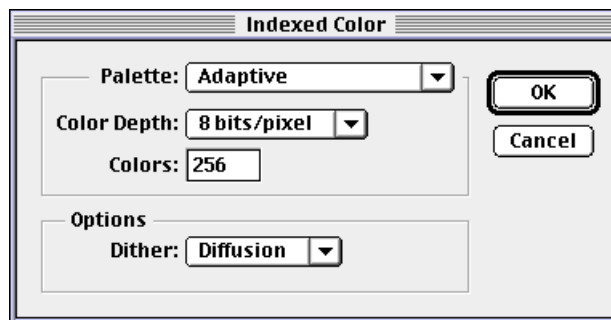 Indexed Color
Palette: Adaptive
OK
Color Depth: 8 bits/pixel
Cancel
Colors: 256
Options
Dither: Diffusion